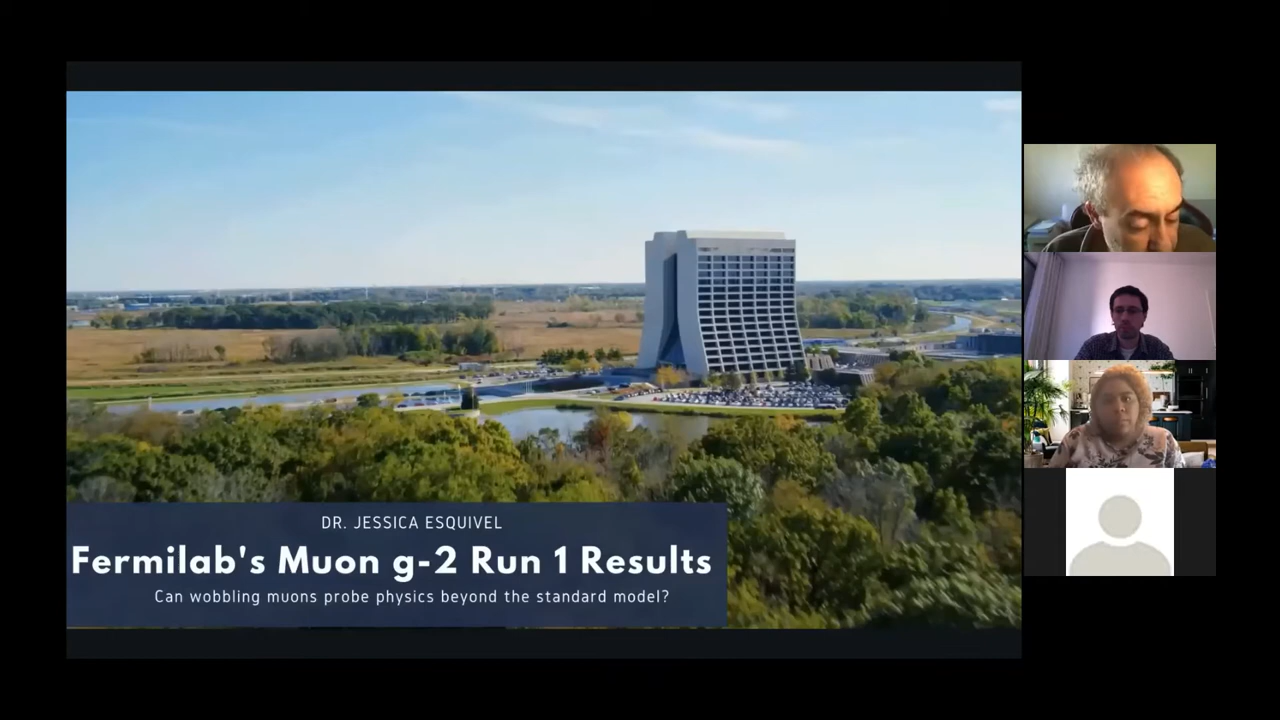 DR. JESSICA ESQUIVEL
Fermilab's Muon g-2 Run 1 Results
Can wobbling muons probe physics beyond the standard model?